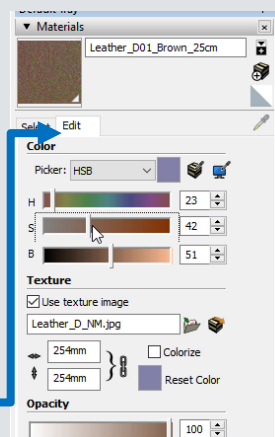 Default Tray
Materials
Leather_D01_Brown_25cm
Select Edit
Color
Picker: HSB
H 23
S 42
B 51
Texture
Use texture image
Leather_D_NM.jpg
254mm Colorize
254mm Reset Color
Opacity
100